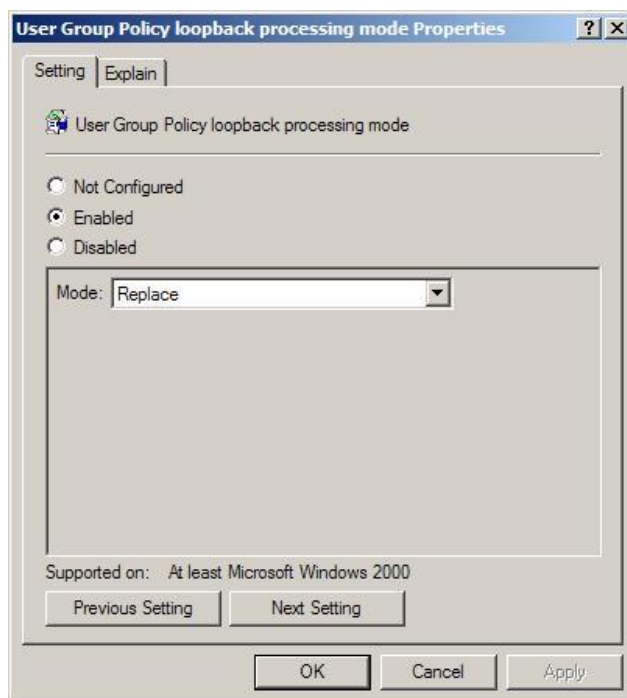 User Group Policy loopback processing mode Properties
Setting Explain
User Group Policy loopback processing mode
Not Configured
Enabled
Disabled
Mode: Replace
Supported on: At least Microsoft Windows 2000
Previous Setting Next Setting
OK Cancel Apply